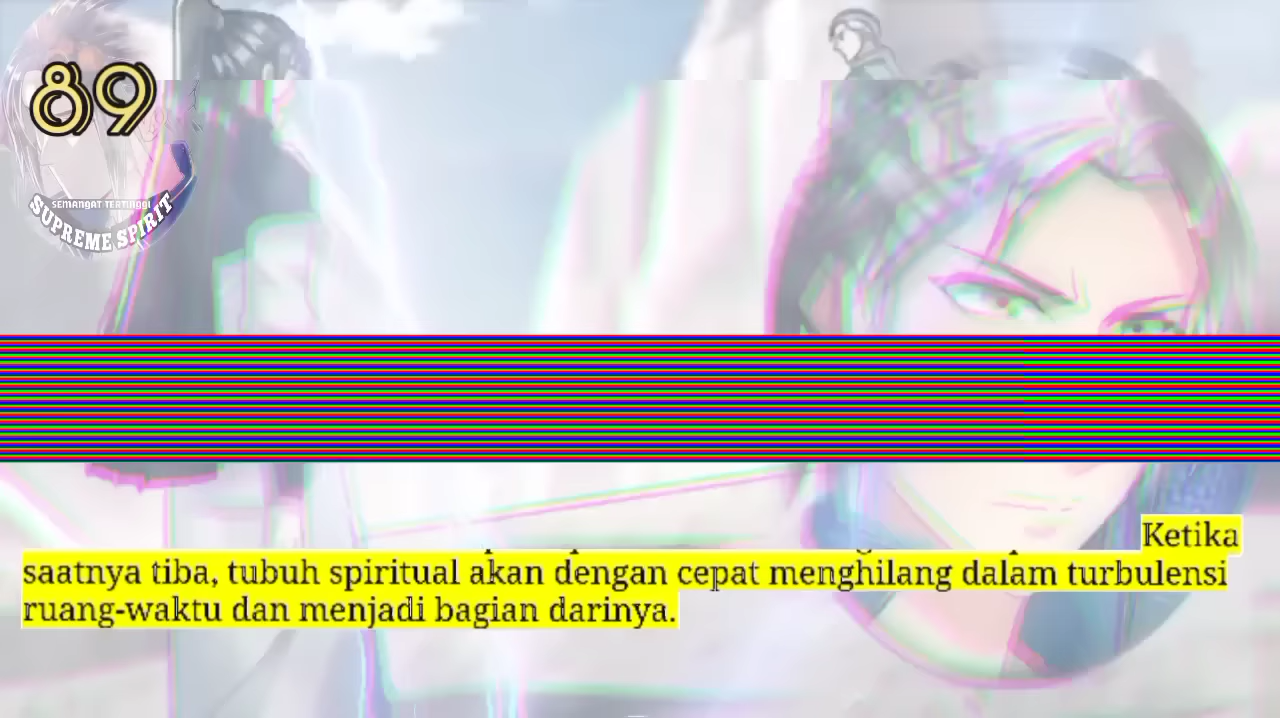 89
SEMANGAT TERTINGGI
SUPREME SPIRIT
Ketika
saatnya tiba, tubuh spiritual akan dengan cepat menghilang dalam turbulensi
ruang-waktu dan menjadi bagian darinya.